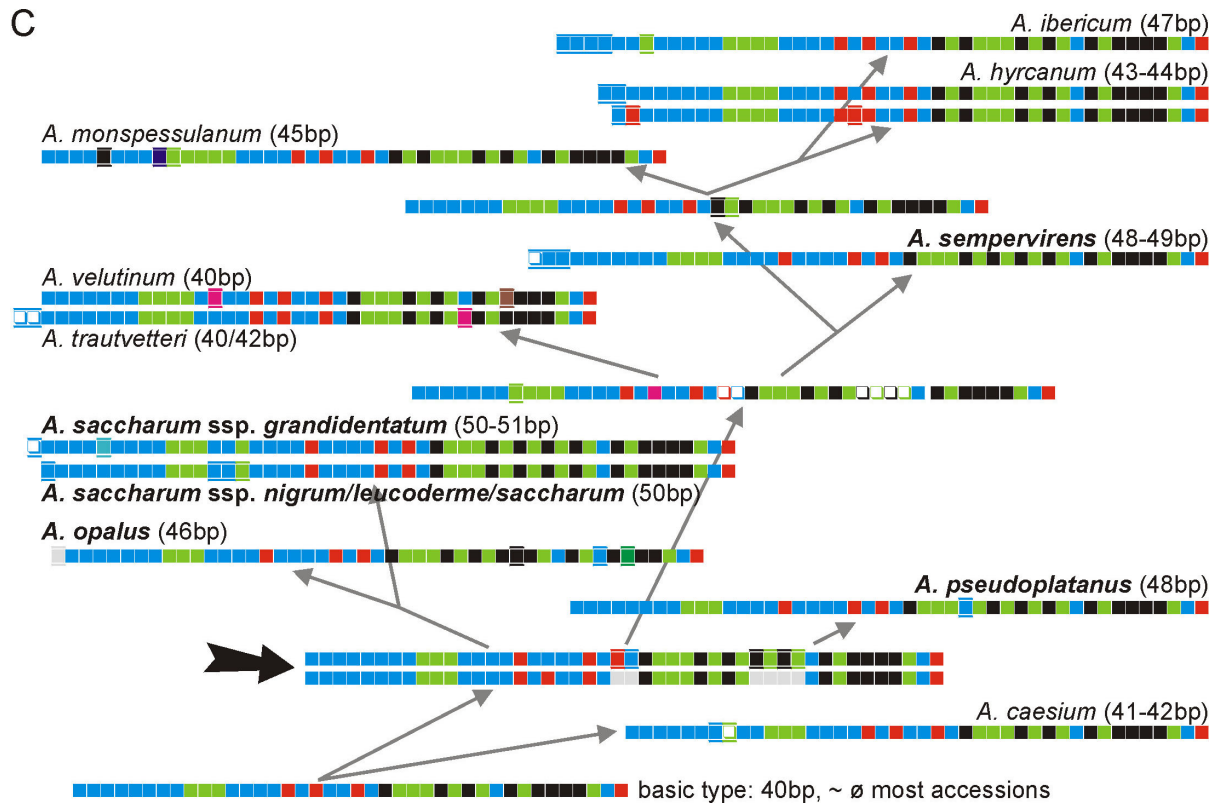 C
A. ibericum (47bp)
A. hyrcanum (43-44bp)
A. monspessulanum (45bp)
A. sempervirens (48-49bp)
A. velutinum (40bp)
A. trautvetteri (40/42bp)
A. saccharum ssp. grandidentatum (50-51bp)
A. saccharum ssp. nigrum/leucoderme/saccharum (50bp)
A. opalus (46bp)
A. pseudoplatanus (48bp)
A. caesium (41-42bp)
basic type: 40bp, ~ ø most accessions